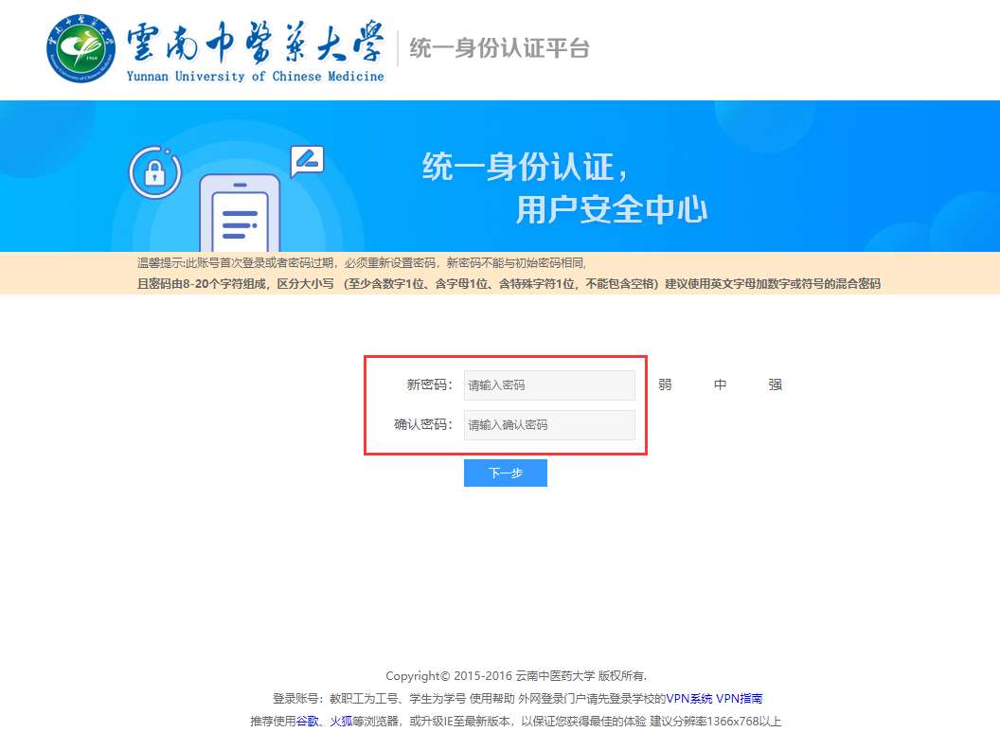 雲南中醫药大學
Yunnan University of Chinese Medicine
统一身份认证平台
1960
统一身份认证，
用户安全中心
温馨提示:此账号首次登录或者密码过期，必须重新设置密码，新密码不能与初始密码相同,
且密码由8-20个字符组成，区分大小写 （至少含数字1位、含字母1位、含特殊字符1位，不能包含空格）建议使用英文字母加数字或符号的混合密码
新密码： 请输入密码 弱 中 强
确认密码： 请输入确认密码
下一步
Copyright© 2015-2016 云南中医药大学 版权所有.
登录账号：教职工为工号、学生为学号 使用帮助 外网登录门户请先登录学校的VPN系统 VPN指南
推荐使用谷歌、火狐等浏览器，或升级IE至最新版本，以保证您获得最佳的体验 建议分辨率1366x768以上